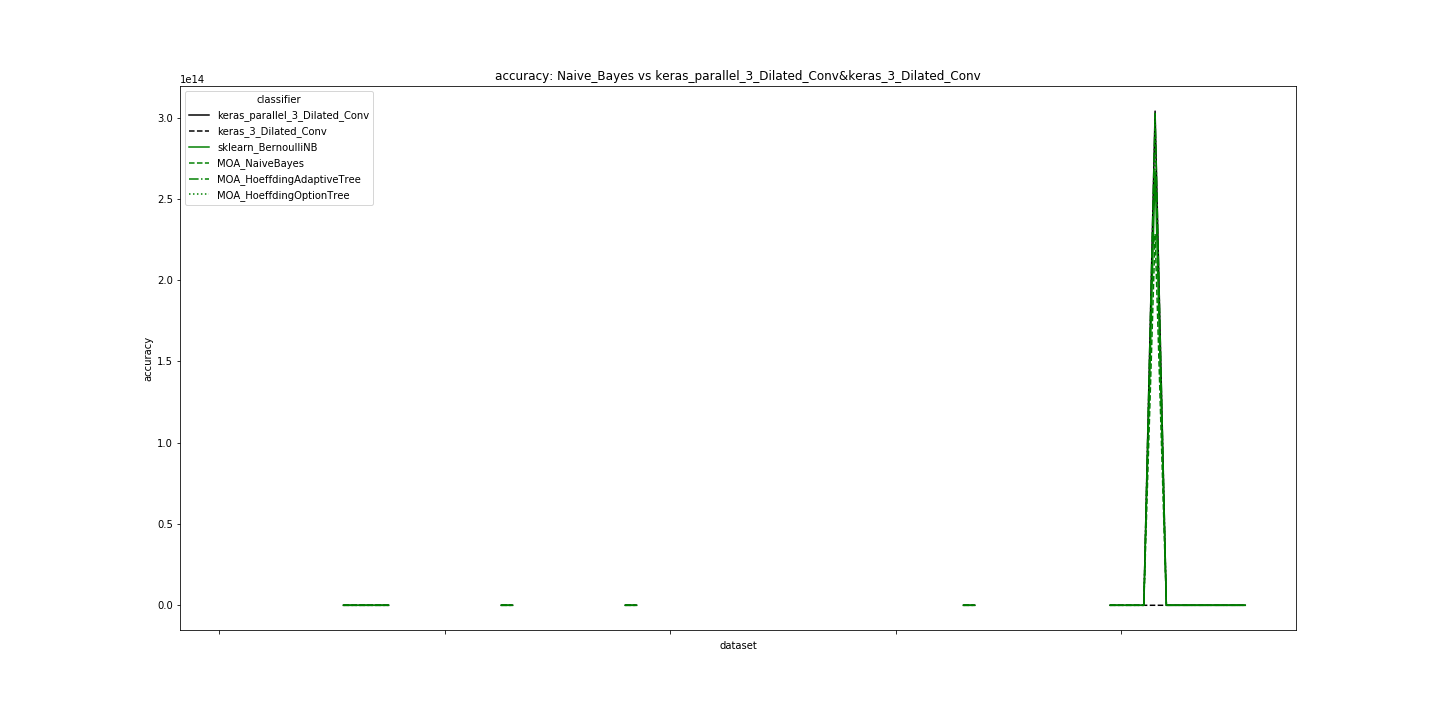 accuracy: Naive_Bayes vs keras_parallel_3_Dilated_Conv&keras_3_Dilated_Conv
1e14
classifier
keras_parallel_3_Dilated_Conv
keras_3_Dilated_Conv
sklearn_BernoulliNB
MOA_NaiveBayes
MOA_HoeffdingAdaptiveTree
MOA_HoeffdingOptionTree
3.0
2.5
2.0
1.5
1.0
0.5
0.0
accuracy
dataset